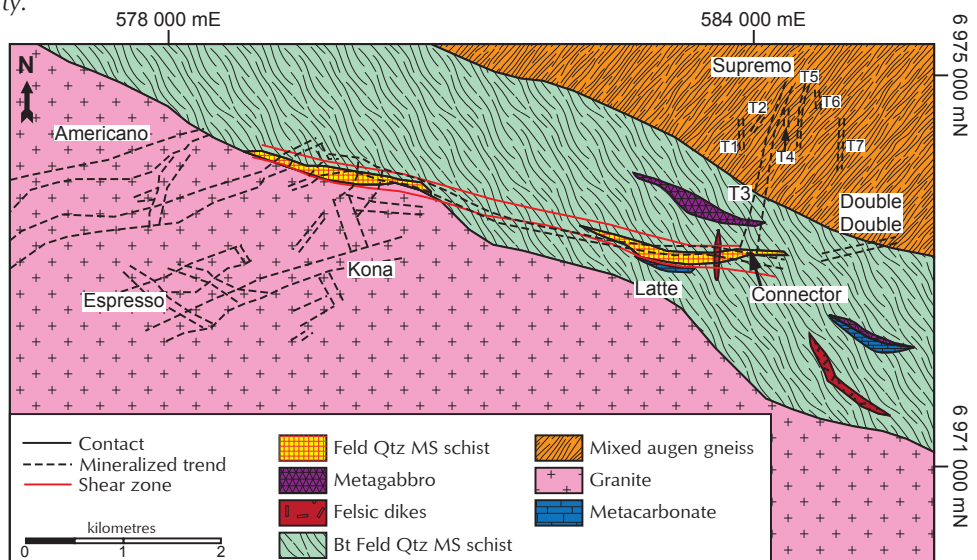 ty.
578 000 mE
584 000 mE
6 975 000 mN
N
Supremo
T5
T2
T6
Americano
T1
T4
T7
T3
Double
Double
Kona
Espresso
Latte
Connector
6 971 000 mN
Contact
Mineralized trend
Shear zone
kilometres
0 1 2
Feld Qtz MS schist
Metagabbro
Felsic dikes
Bt Feld Qtz MS schist
Mixed augen gneiss
Granite
Metacarbonate